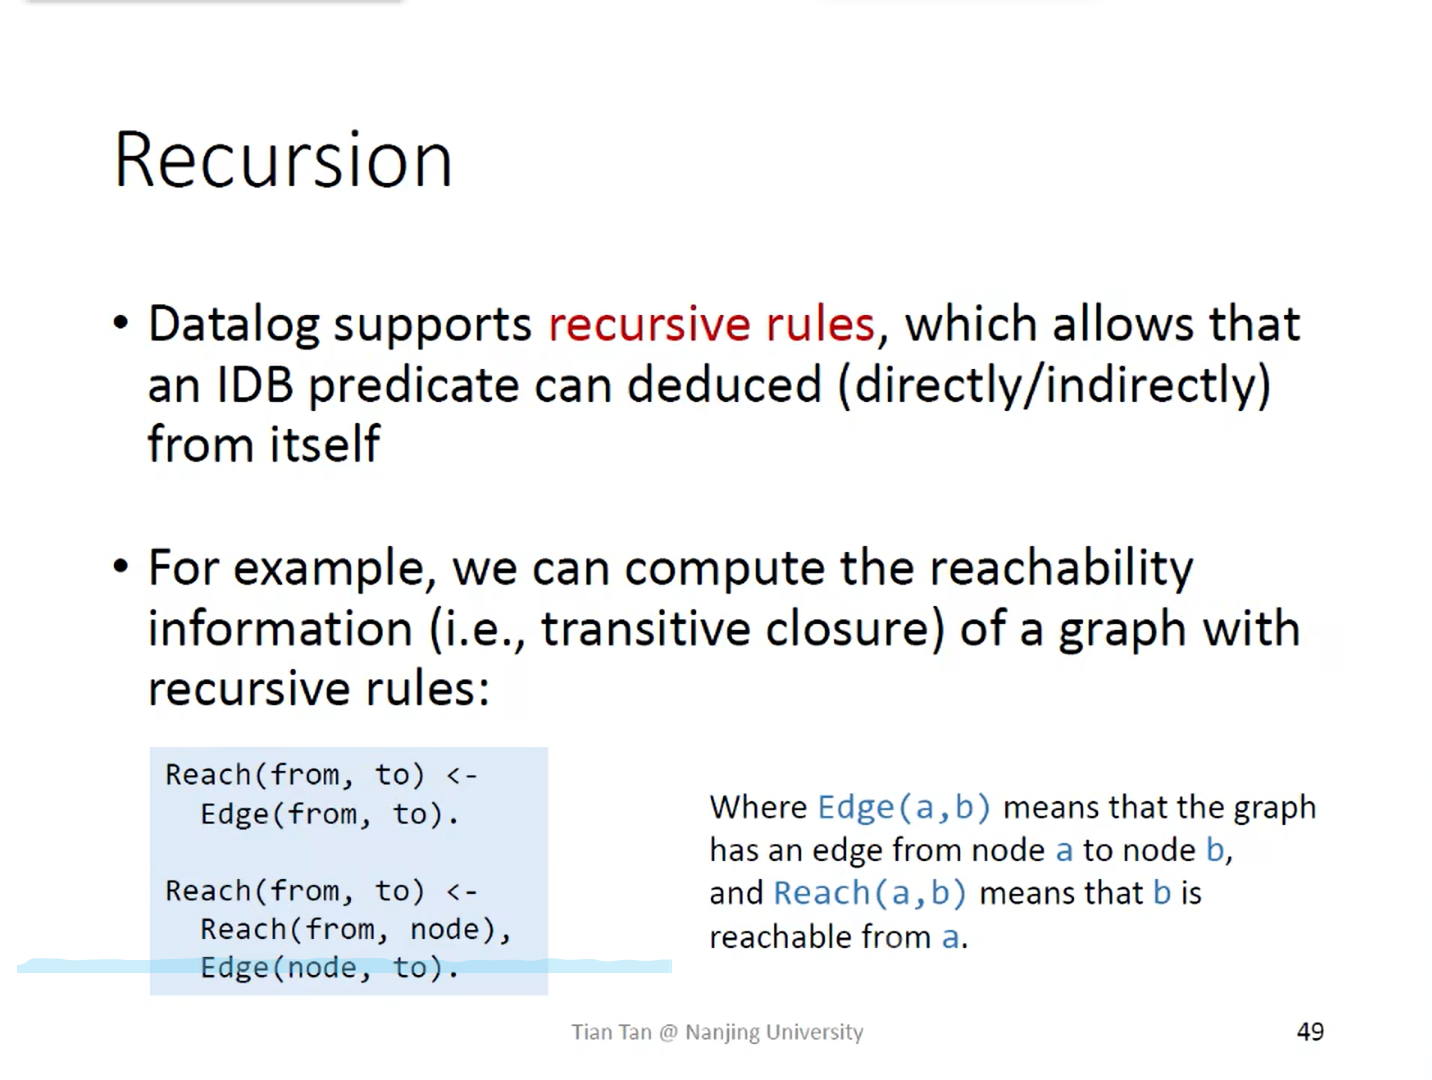 Recursion
• Datalog supports recursive rules, which allows that
an IDB predicate can deduced (directly/indirectly)
from itself
• For example, we can compute the reachability
information (i.e., transitive closure) of a graph with
recursive rules:
Reach(from, to) <-
Edge(from, to).
Reach(from, to) <-
Reach(from, node),
Edge(node, to).
Where Edge(a,b) means that the graph
has an edge from node a to node b,
and Reach(a,b) means that b is
reachable from a.
Tian Tan @ Nanjing University
49